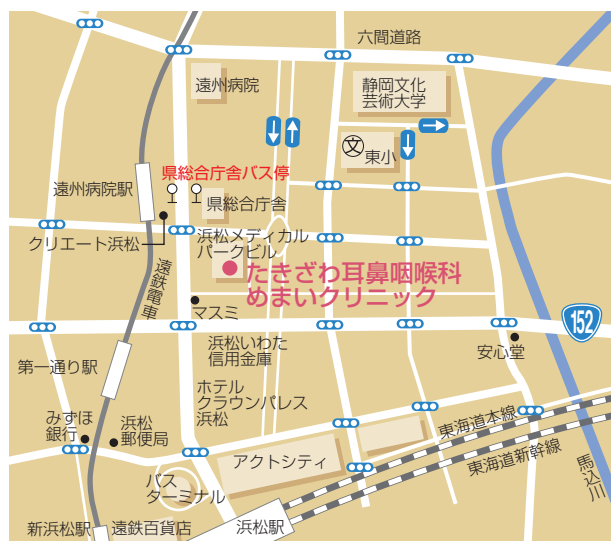 六間道路
遠州病院
静岡文化
芸術大学
文
東小
県総合庁舎バス停
遠州病院駅
県総合庁舎
クリエート浜松
浜松メディカル
パークビル
たきざわ耳鼻咽喉科
めまいクリニック
遠鉄電車
マスミ
152
浜松いわた
信用金庫
安心堂
第一通り駅
ホテル
クラウンパレス
浜松
みずほ
銀行
浜松
郵便局
東海道本線
東海道新幹線
馬込川
アクトシティ
バス
ターミナル
新浜松駅
遠鉄百貨店
浜松駅